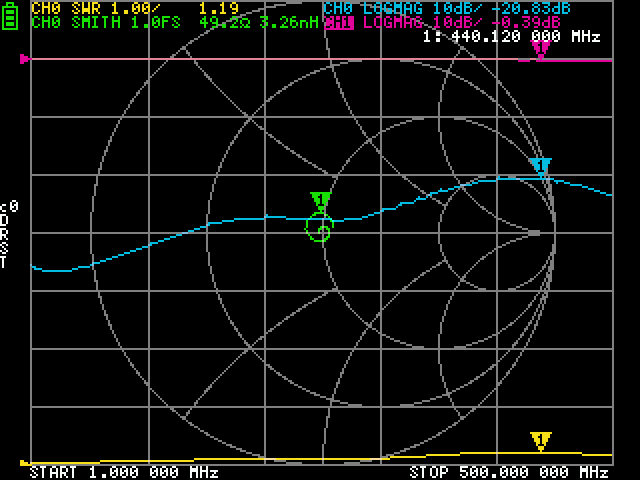 CH0 SWR 1.00/ 1.19 CH0 LOGMAG 10dB/ -20.83dB
CH0 SMITH 1.0FS 49.2Ω 3.26nH CH1 LOGMAG 10dB/ -0.39dB
1: 440.120 000 MHz
1
1
1
c0
D
R
S
T
1
START 1.000 000 MHz STOP 500.000 000 MHz